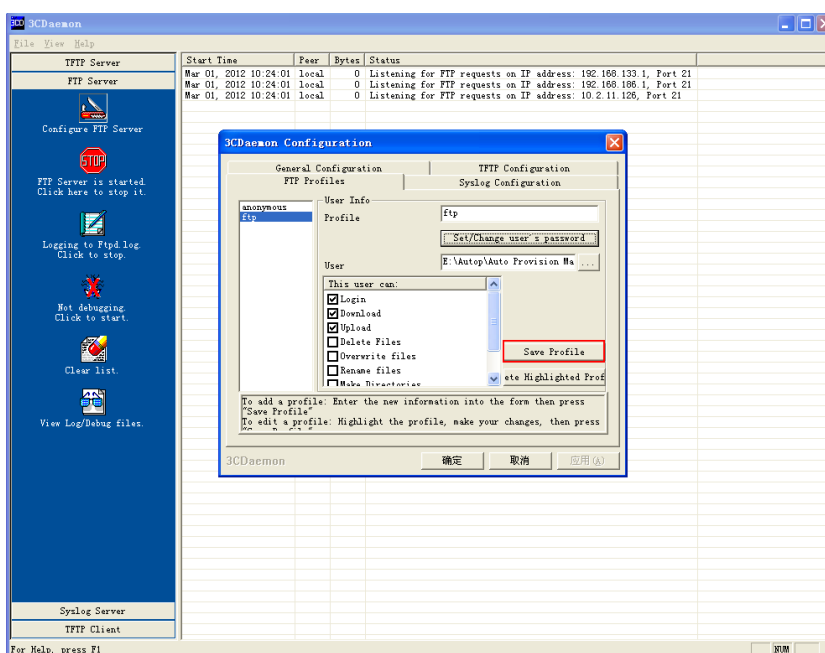 3CDaemon
File View Help
TFTP Server
FTP Server
Configure FTP Server
STOP
FTP Server is started.
Click here to stop it.
Logging to Ftpd.log.
Click to stop.
Not debugging.
Click to start.
Clear list.
View Log/Debug files.
Syslog Server
TFTP Client
Start Time Peer Bytes Status
Mar 01, 2012 10:24:01 local 0 Listening for FTP requests on IP address: 192.168.133.1, Port 21
Mar 01, 2012 10:24:01 local 0 Listening for FTP requests on IP address: 192.168.186.1, Port 21
Mar 01, 2012 10:24:01 local 0 Listening for FTP requests on IP address: 10.2.11.126, Port 21
3CDaemon Configuration
General Configuration TFTP Configuration
FTP Profiles Syslog Configuration
anonymous
ftp
User Info
Profile ftp
Set/Change user's password
User E:\Autop\Auto Provision Ma ...
This user can:
Login
Download
Upload
Delete Files
Overwrite files
Rename files
Make Directories
Save Profile
ete Highlighted Prof
To add a profile: Enter the new information into the form then press
"Save Profile"
To edit a profile: Highlight the profile, make your changes, then press
3CDaemon
确定 取消 应用(A)
For Help, press F1
NUM